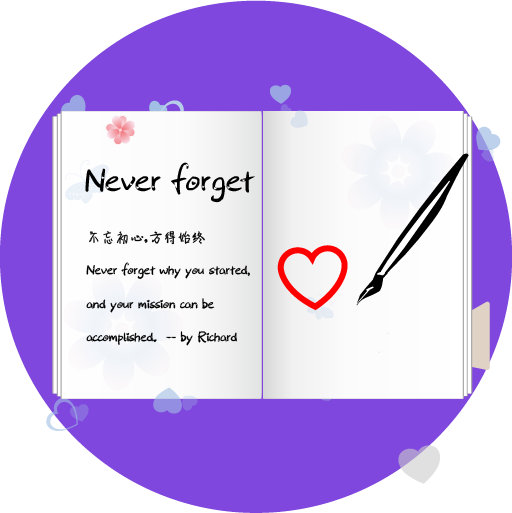 Never forget
不忘初心,方得始终
Never forget why you started,
and your mission can be
accomplished. -- by Richard